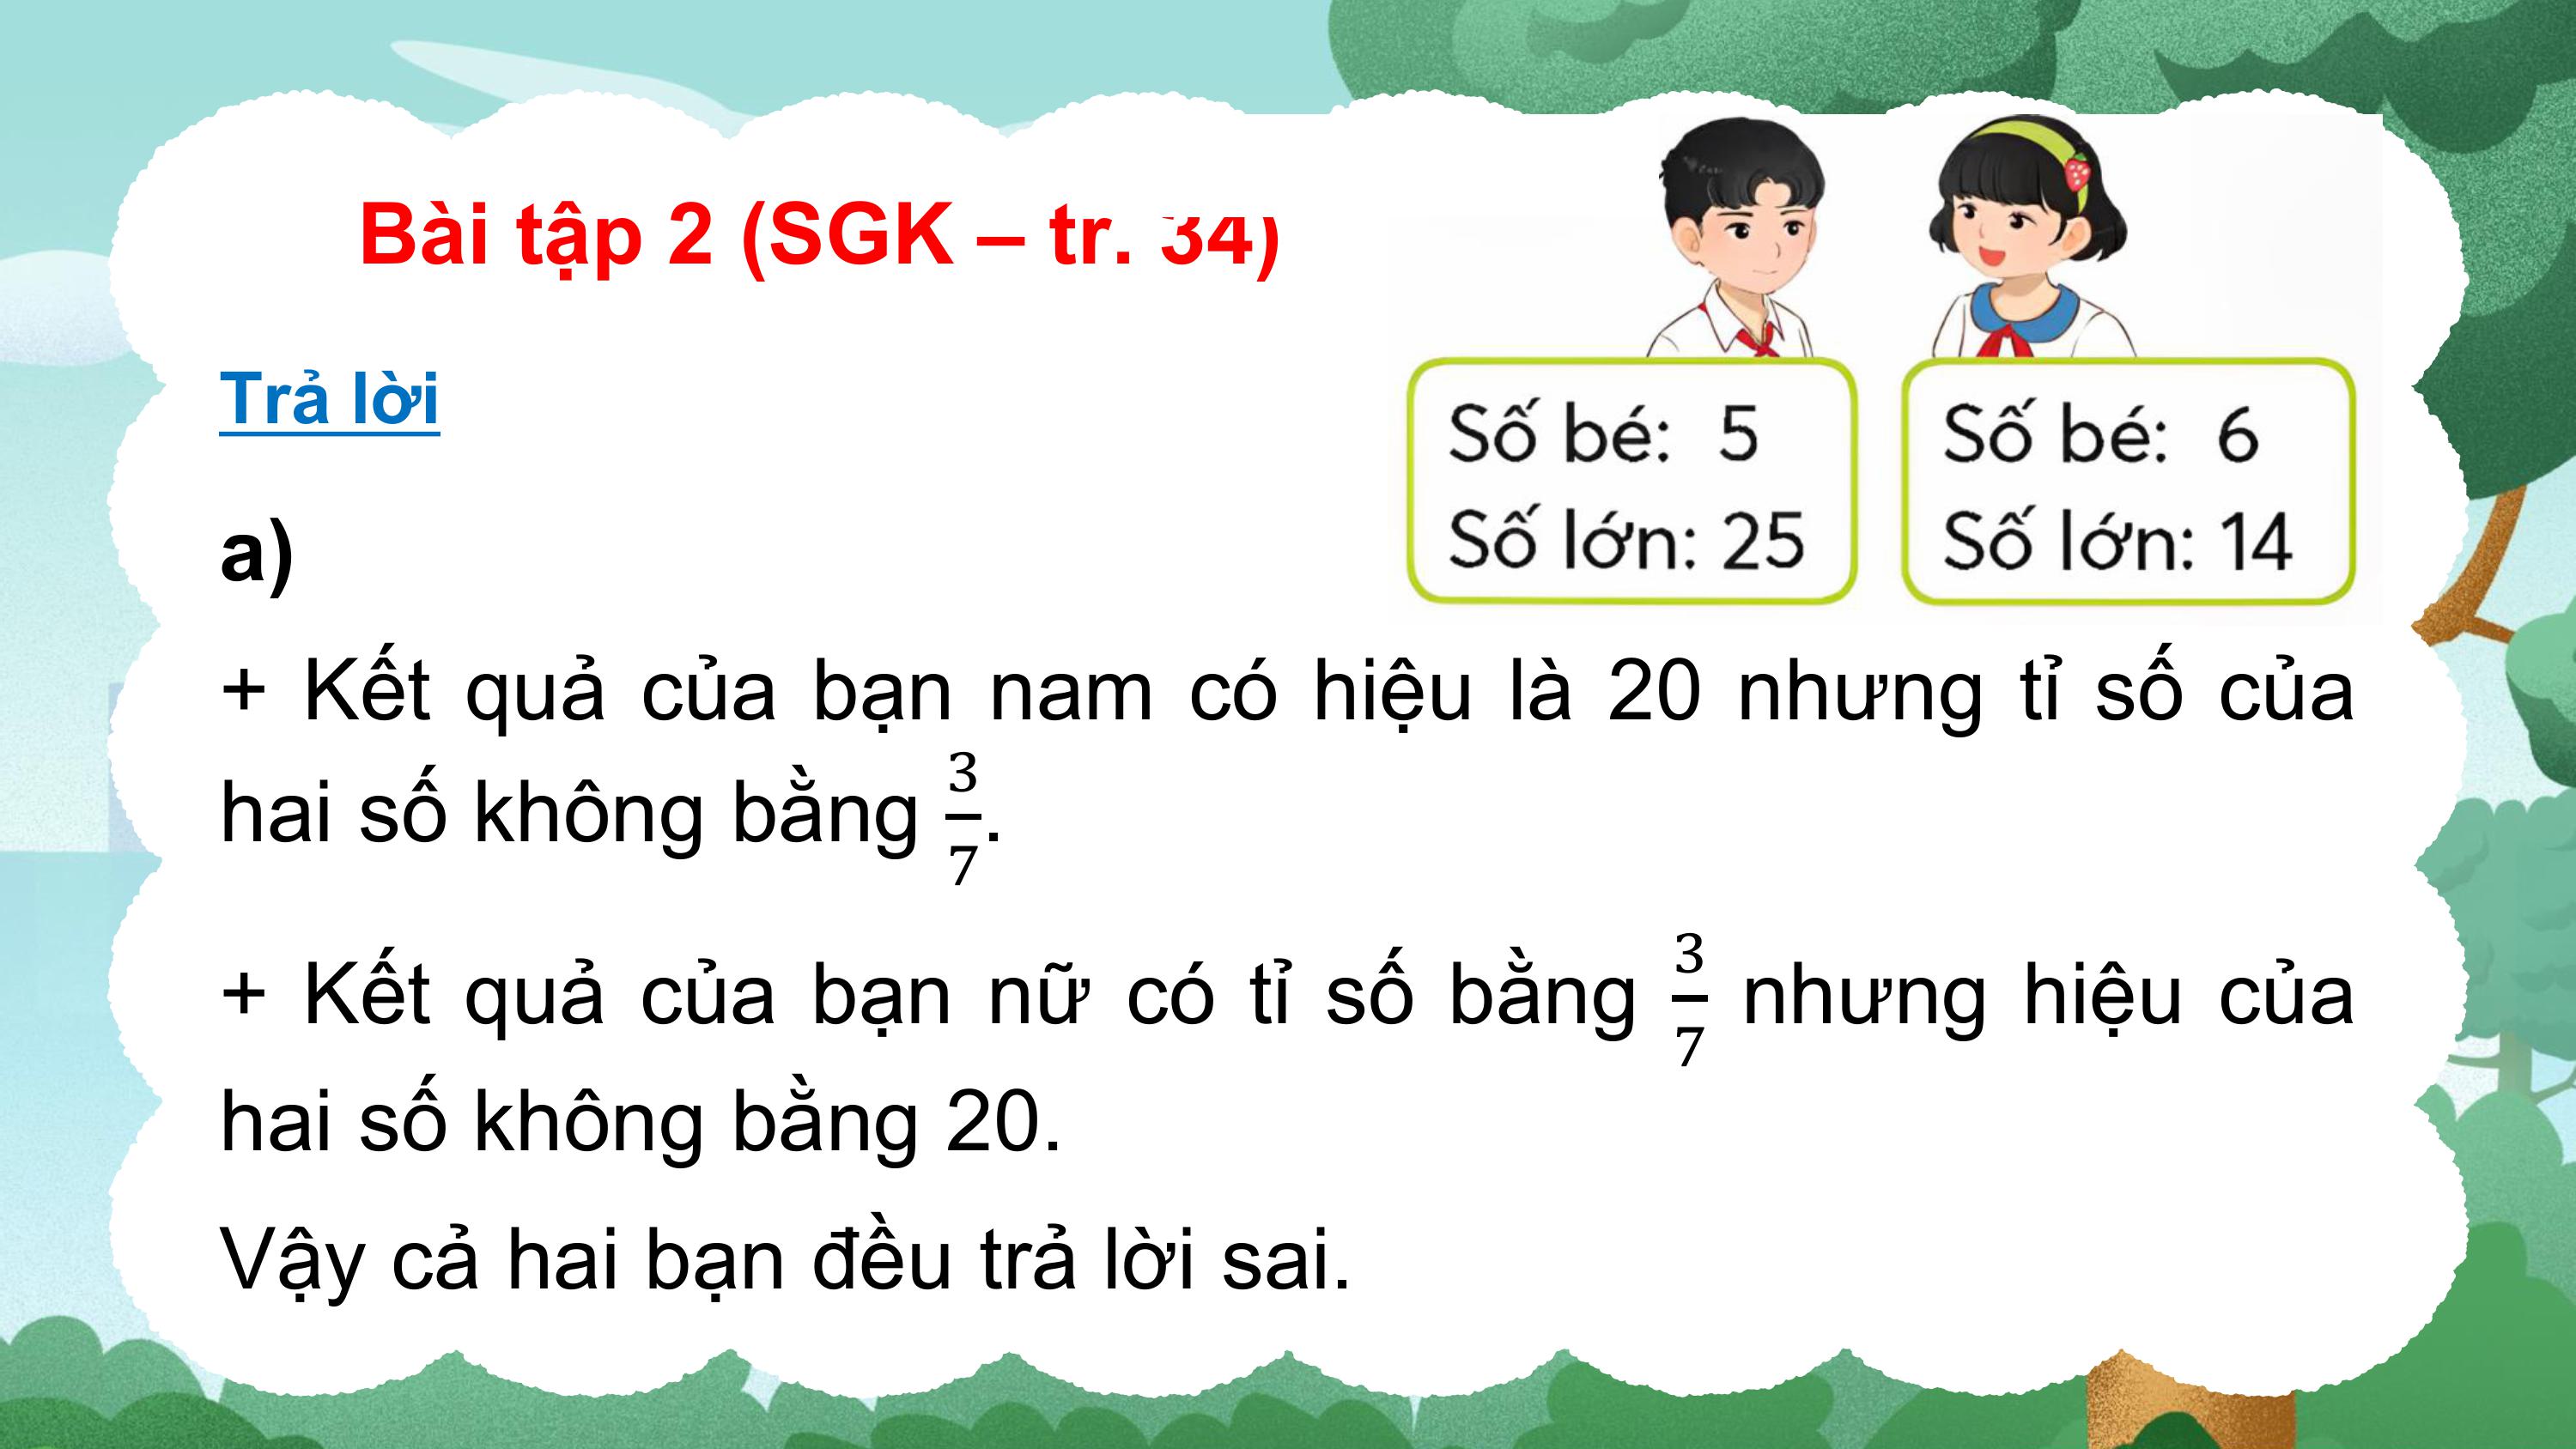 Bài tập 2 (SGK – tr. 34)
Trả lời
Số bé: 5
Số lớn: 25
Số bé: 6
Số lớn: 14
a)
+ Kết quả của bạn nam có hiệu là 20 nhưng tỉ số của
hai số không bằng 3/7.
+ Kết quả của bạn nữ có tỉ số bằng 3/7 nhưng hiệu của
hai số không bằng 20.
Vậy cả hai bạn đều trả lời sai.